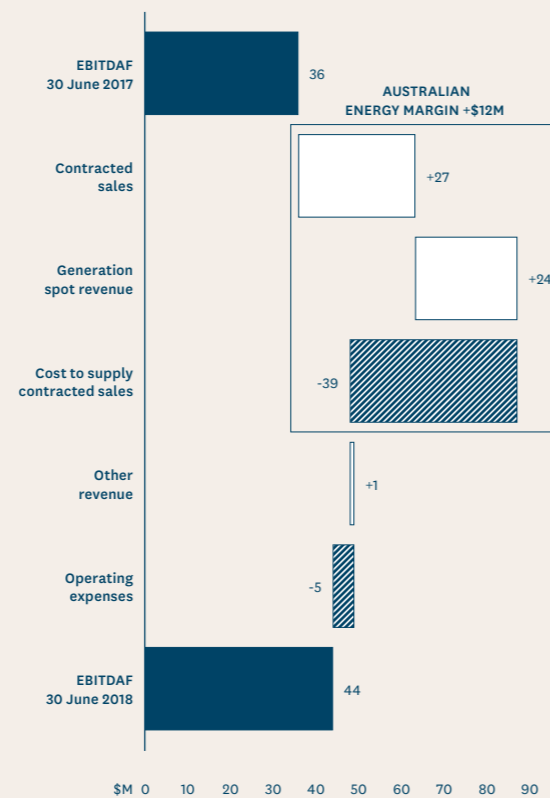 EBITDAF
30 June 2017
36
AUSTRALIAN
ENERGY MARGIN +$12M
Contracted
sales
+27
Generation
spot revenue
+24
Cost to supply
contracted sales
-39
Other
revenue
+1
Operating
expenses
-5
EBITDAF
30 June 2018
44
$M 0 10 20 30 40 50 60 70 80 90